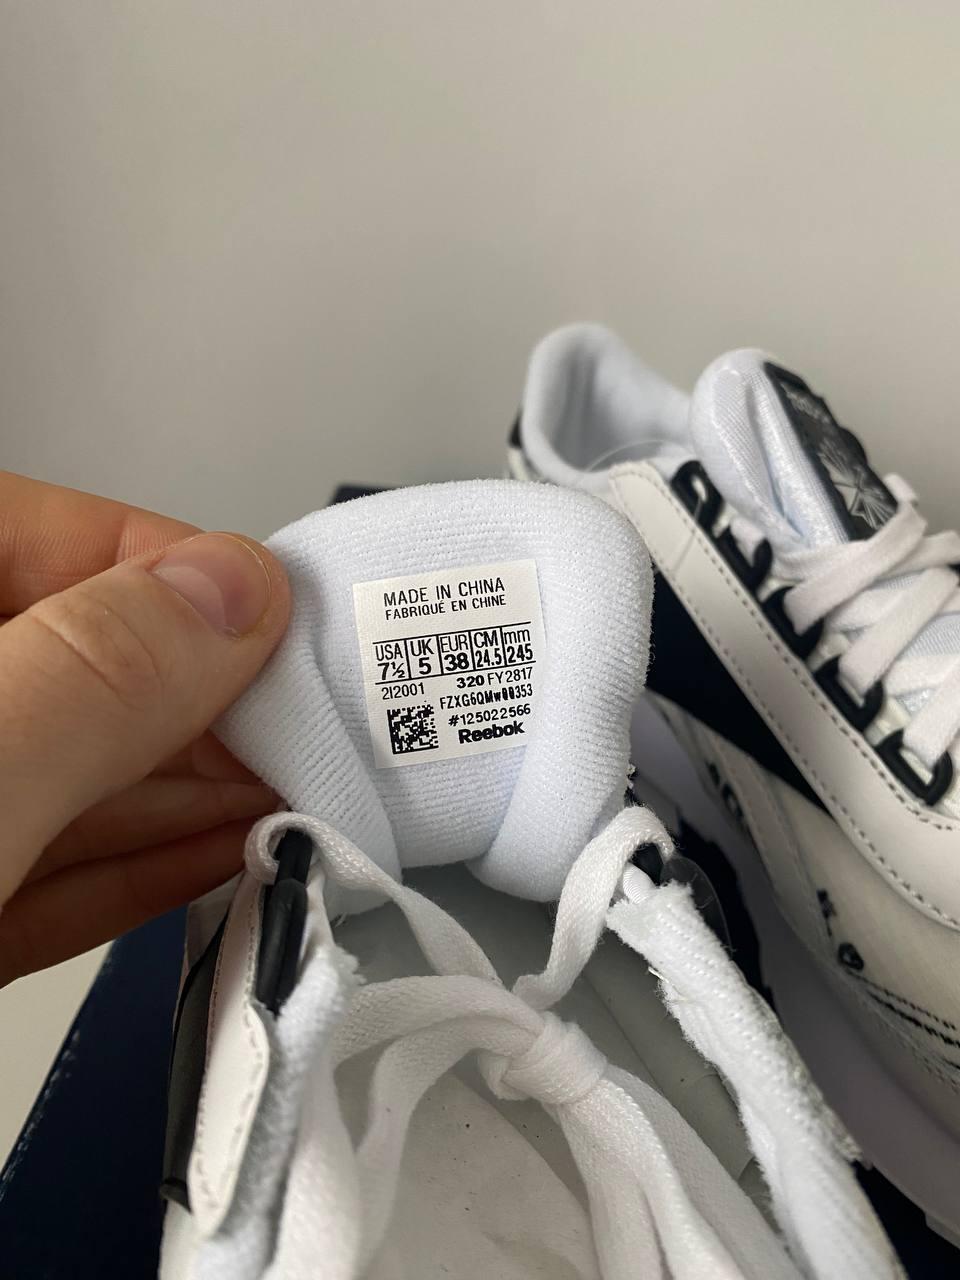 MADE IN CHINA
FABRIQUÉ EN CHINE
USA UK EUR CM mm
7½ 5 38 24.5 245
2I2001 320 FY2817
FZXG6QMw00353
#125022566
Reebok